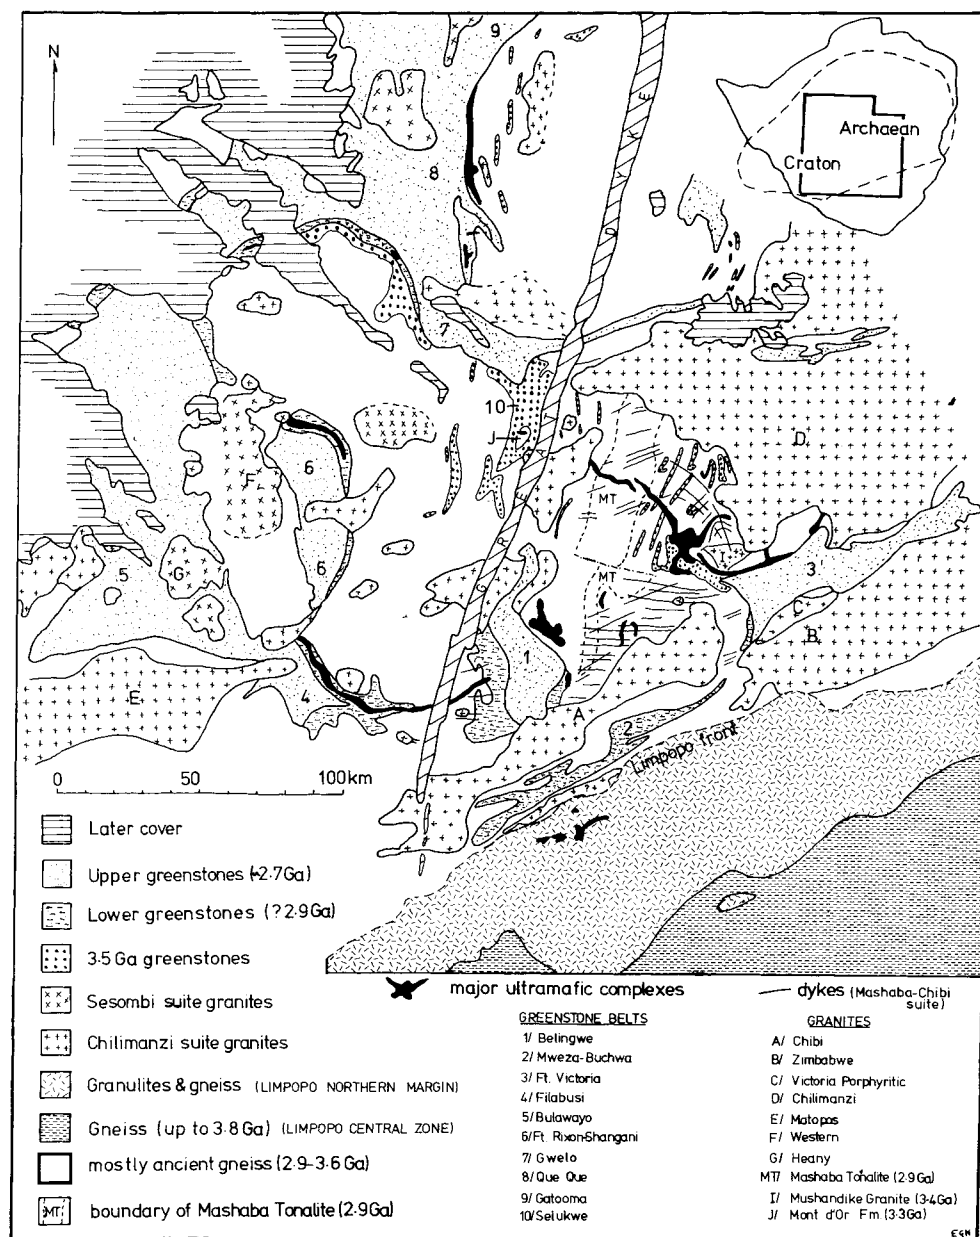 N
9
Archaean
Craton
8
7
10
J
D
6
F
MT
I
5
G
6
MT
3
C
B
1
E
4
A
2
Limpopo front
GREAT DYKE
0 50 100km
Later cover
Upper greenstones (±2.7Ga)
Lower greenstones (?2.9Ga)
3.5Ga greenstones
Sesombi suite granites
Chilimanzi suite granites
Granulites & gneiss (LIMPOPO NORTHERN MARGIN)
Gneiss (up to 3.8Ga) (LIMPOPO CENTRAL ZONE)
mostly ancient gneiss (2.9-3.6Ga)
MT boundary of Mashaba Tonalite (2.9Ga)
major ultramafic complexes
dykes (Mashaba-Chibi
suite)
GREENSTONE BELTS
1/ Belingwe
2/ Mweza-Buchwa
3/ Ft. Victoria
4/ Filabusi
5/ Bulawayo
6/ Ft. Rixon-Shangani
7/ Gwelo
8/ Que Que
9/ Gatooma
10/ Selukwe
GRANITES
A/ Chibi
B/ Zimbabwe
C/ Victoria Porphyritic
D/ Chilimanzi
E/ Matopos
F/ Western
G/ Heany
MT/ Mashaba Tonalite (2.9Ga)
I/ Mushandike Granite (3.4Ga)
J/ Mont d'Or Fm. (3.3Ga)
EGN